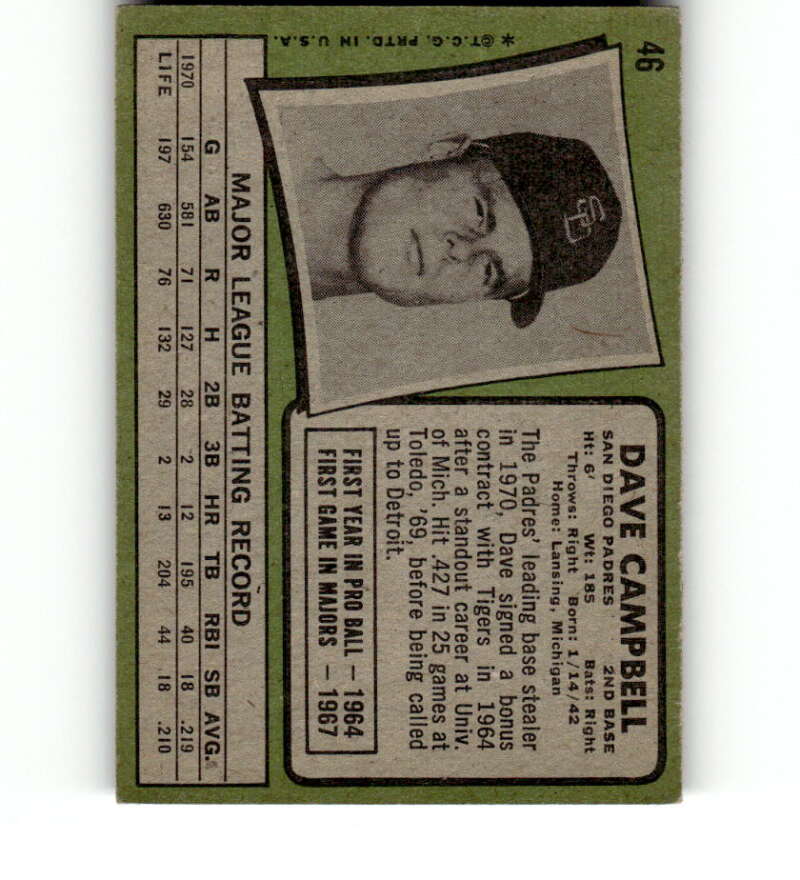 46
DAVE CAMPBELL
SAN DIEGO PADRES 2ND BASE
Ht: 6' Wt: 185 Bats: Right
Throws: Right Born: 1/14/42
Home: Lansing, Michigan
The Padres' leading base stealer
in 1970, Dave signed a bonus
contract with Tigers in 1964
after a standout career at Univ.
of Mich. Hit .427 in 25 games at
Toledo, '69, before being called
up to Detroit.
FIRST YEAR IN PRO BALL — 1964
FIRST GAME IN MAJORS — 1967
SD
MAJOR LEAGUE BATTING RECORD
G AB R H 2B 3B HR TB RBI SB AVG.
1970 154 581 71 127 28 2 12 195 40 18 .219
LIFE 197 630 76 132 29 2 13 204 44 18 .210
* © T.C.G. PRTD. IN U.S.A.